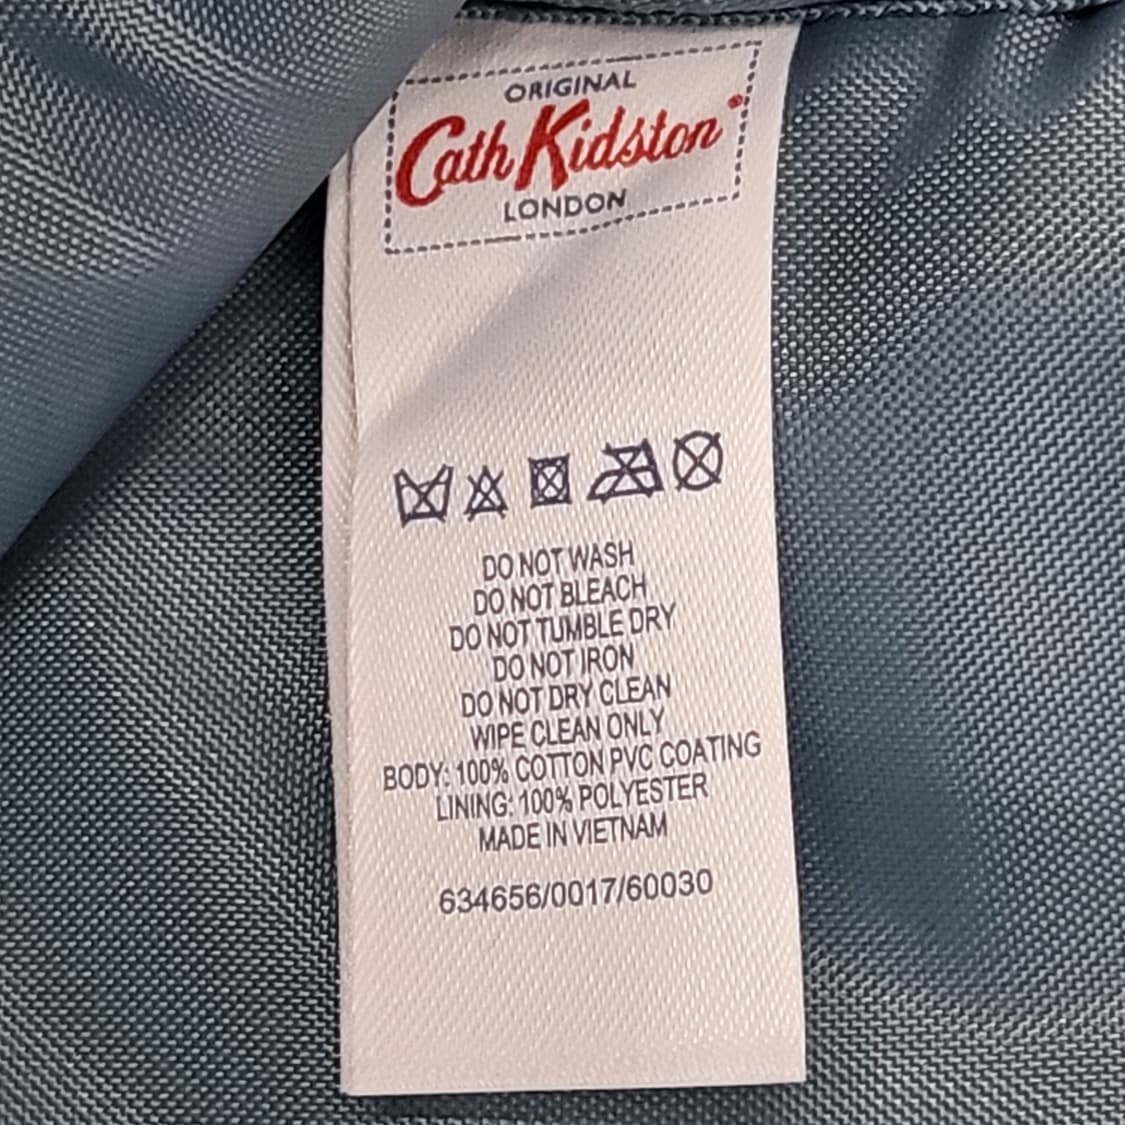 ORIGINAL
Cath Kidston
LONDON
DO NOT WASH
DO NOT BLEACH
DO NOT TUMBLE DRY
DO NOT IRON
DO NOT DRY CLEAN
WIPE CLEAN ONLY
BODY: 100% COTTON PVC COATING
LINING: 100% POLYESTER
MADE IN VIETNAM
634656/0017/60030